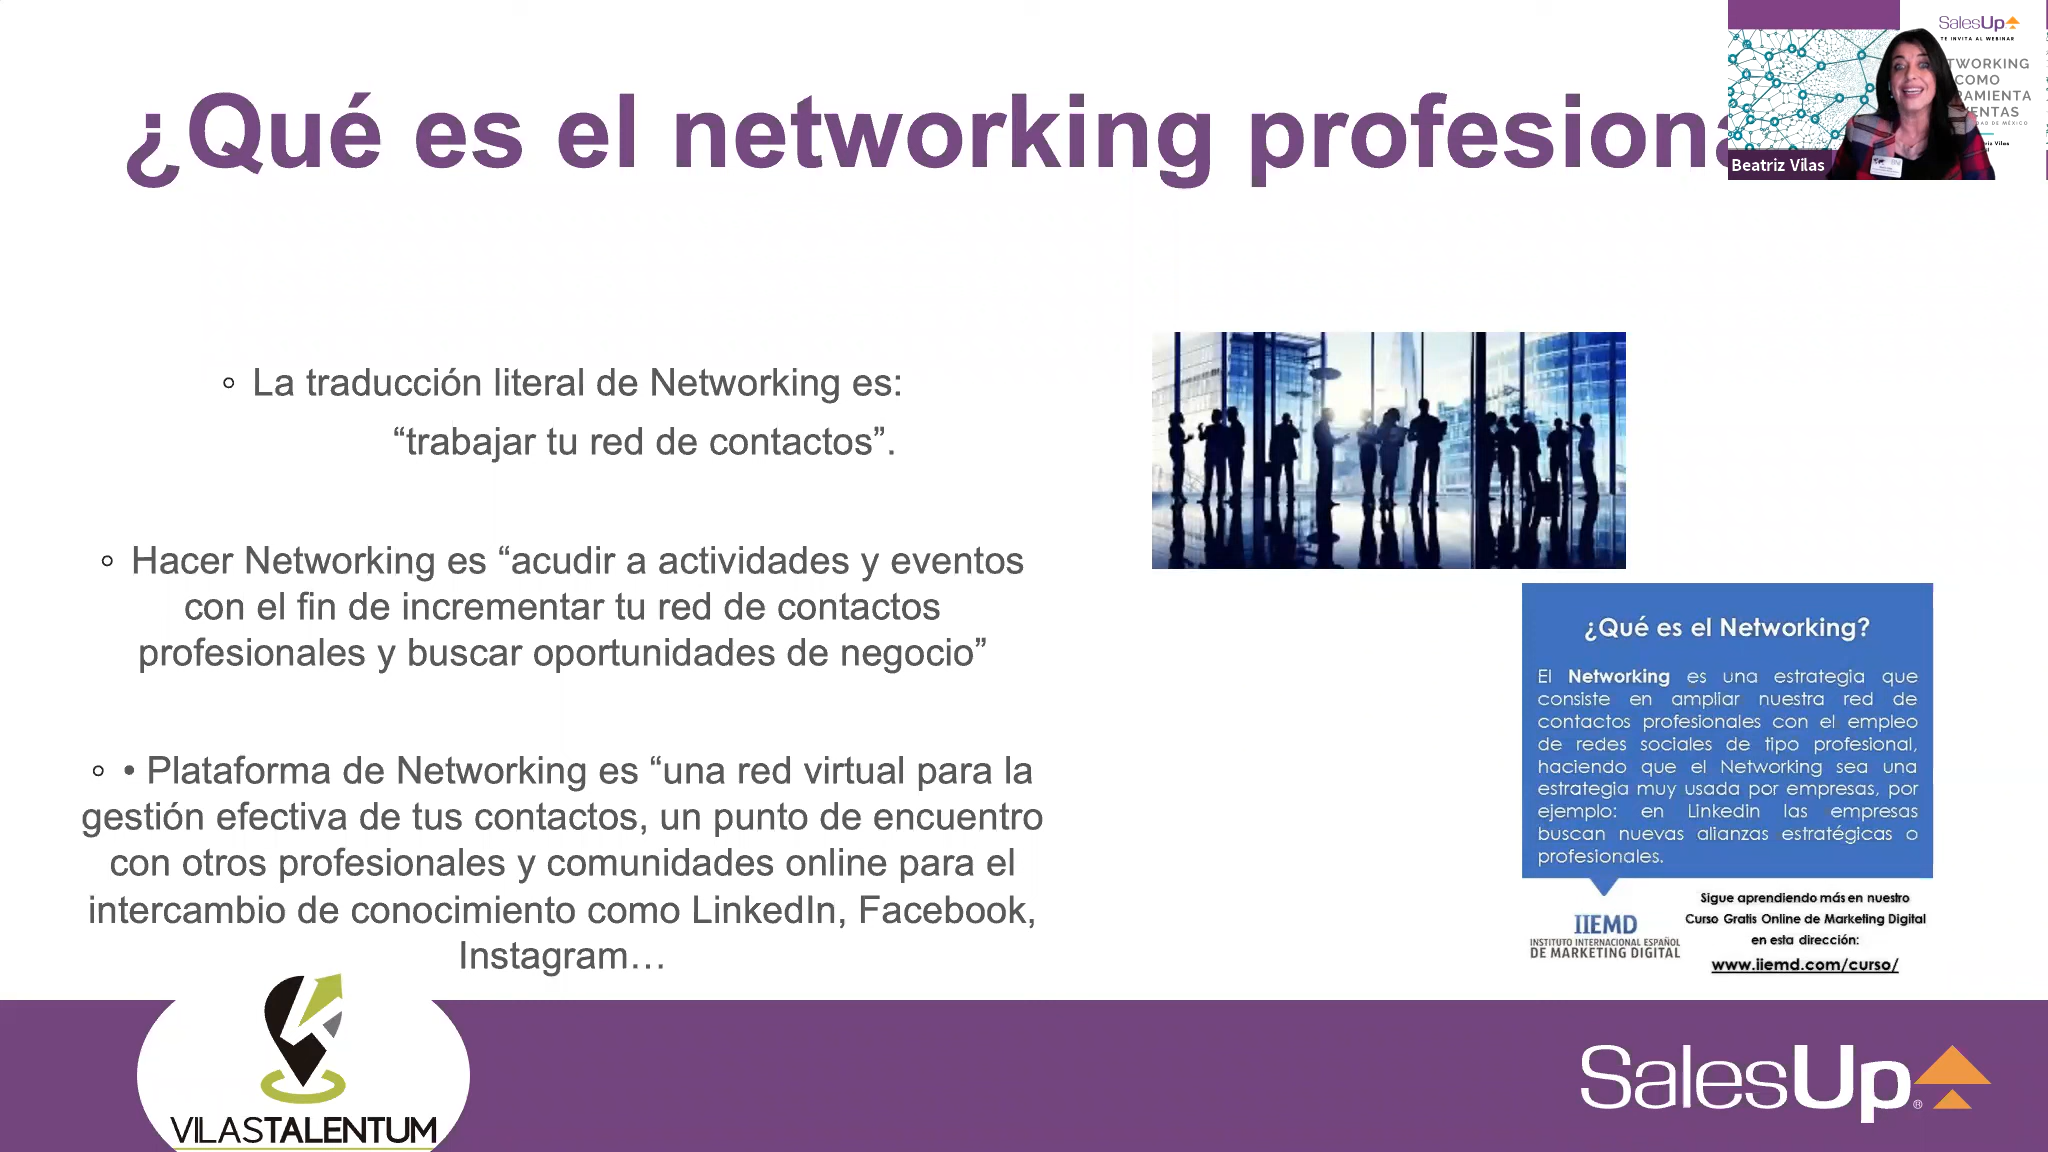 ¿Qué es el networking profesiona
SalesUp
TE INVITA AL WEBINAR
TWORKING
COMO
RAMIENTA
VENTAS
Beatriz Vilas
◦ La traducción literal de Networking es:
“trabajar tu red de contactos”.
◦ Hacer Networking es “acudir a actividades y eventos
con el fin de incrementar tu red de contactos
profesionales y buscar oportunidades de negocio”
◦ • Plataforma de Networking es “una red virtual para la
gestión efectiva de tus contactos, un punto de encuentro
con otros profesionales y comunidades online para el
intercambio de conocimiento como LinkedIn, Facebook,
Instagram…
¿Qué es el Networking?
El Networking es una estrategia que
consiste en ampliar nuestra red de
contactos profesionales con el empleo
de redes sociales de tipo profesional,
haciendo que el Networking sea una
estrategia muy usada por empresas, por
ejemplo: en Linkedin las empresas
buscan nuevas alianzas estratégicas o
profesionales.
Sigue aprendiendo más en nuestro
Curso Gratis Online de Marketing Digital
en esta dirección:
www.iiemd.com/curso/
IIEMD
INSTITUTO INTERNACIONAL ESPAÑOL
DE MARKETING DIGITAL
VILASTALENTUM
SalesUp®